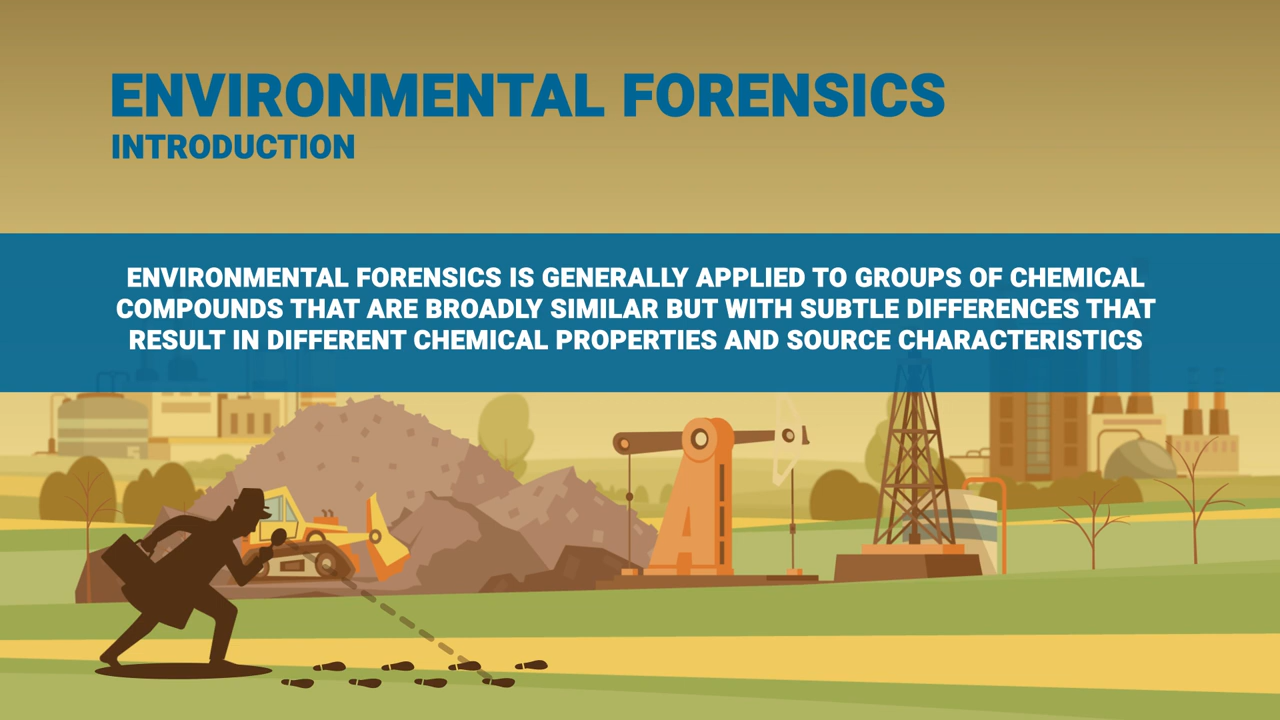 ENVIRONMENTAL FORENSICS
INTRODUCTION
ENVIRONMENTAL FORENSICS IS GENERALLY APPLIED TO GROUPS OF CHEMICAL
COMPOUNDS THAT ARE BROADLY SIMILAR BUT WITH SUBTLE DIFFERENCES THAT
RESULT IN DIFFERENT CHEMICAL PROPERTIES AND SOURCE CHARACTERISTICS